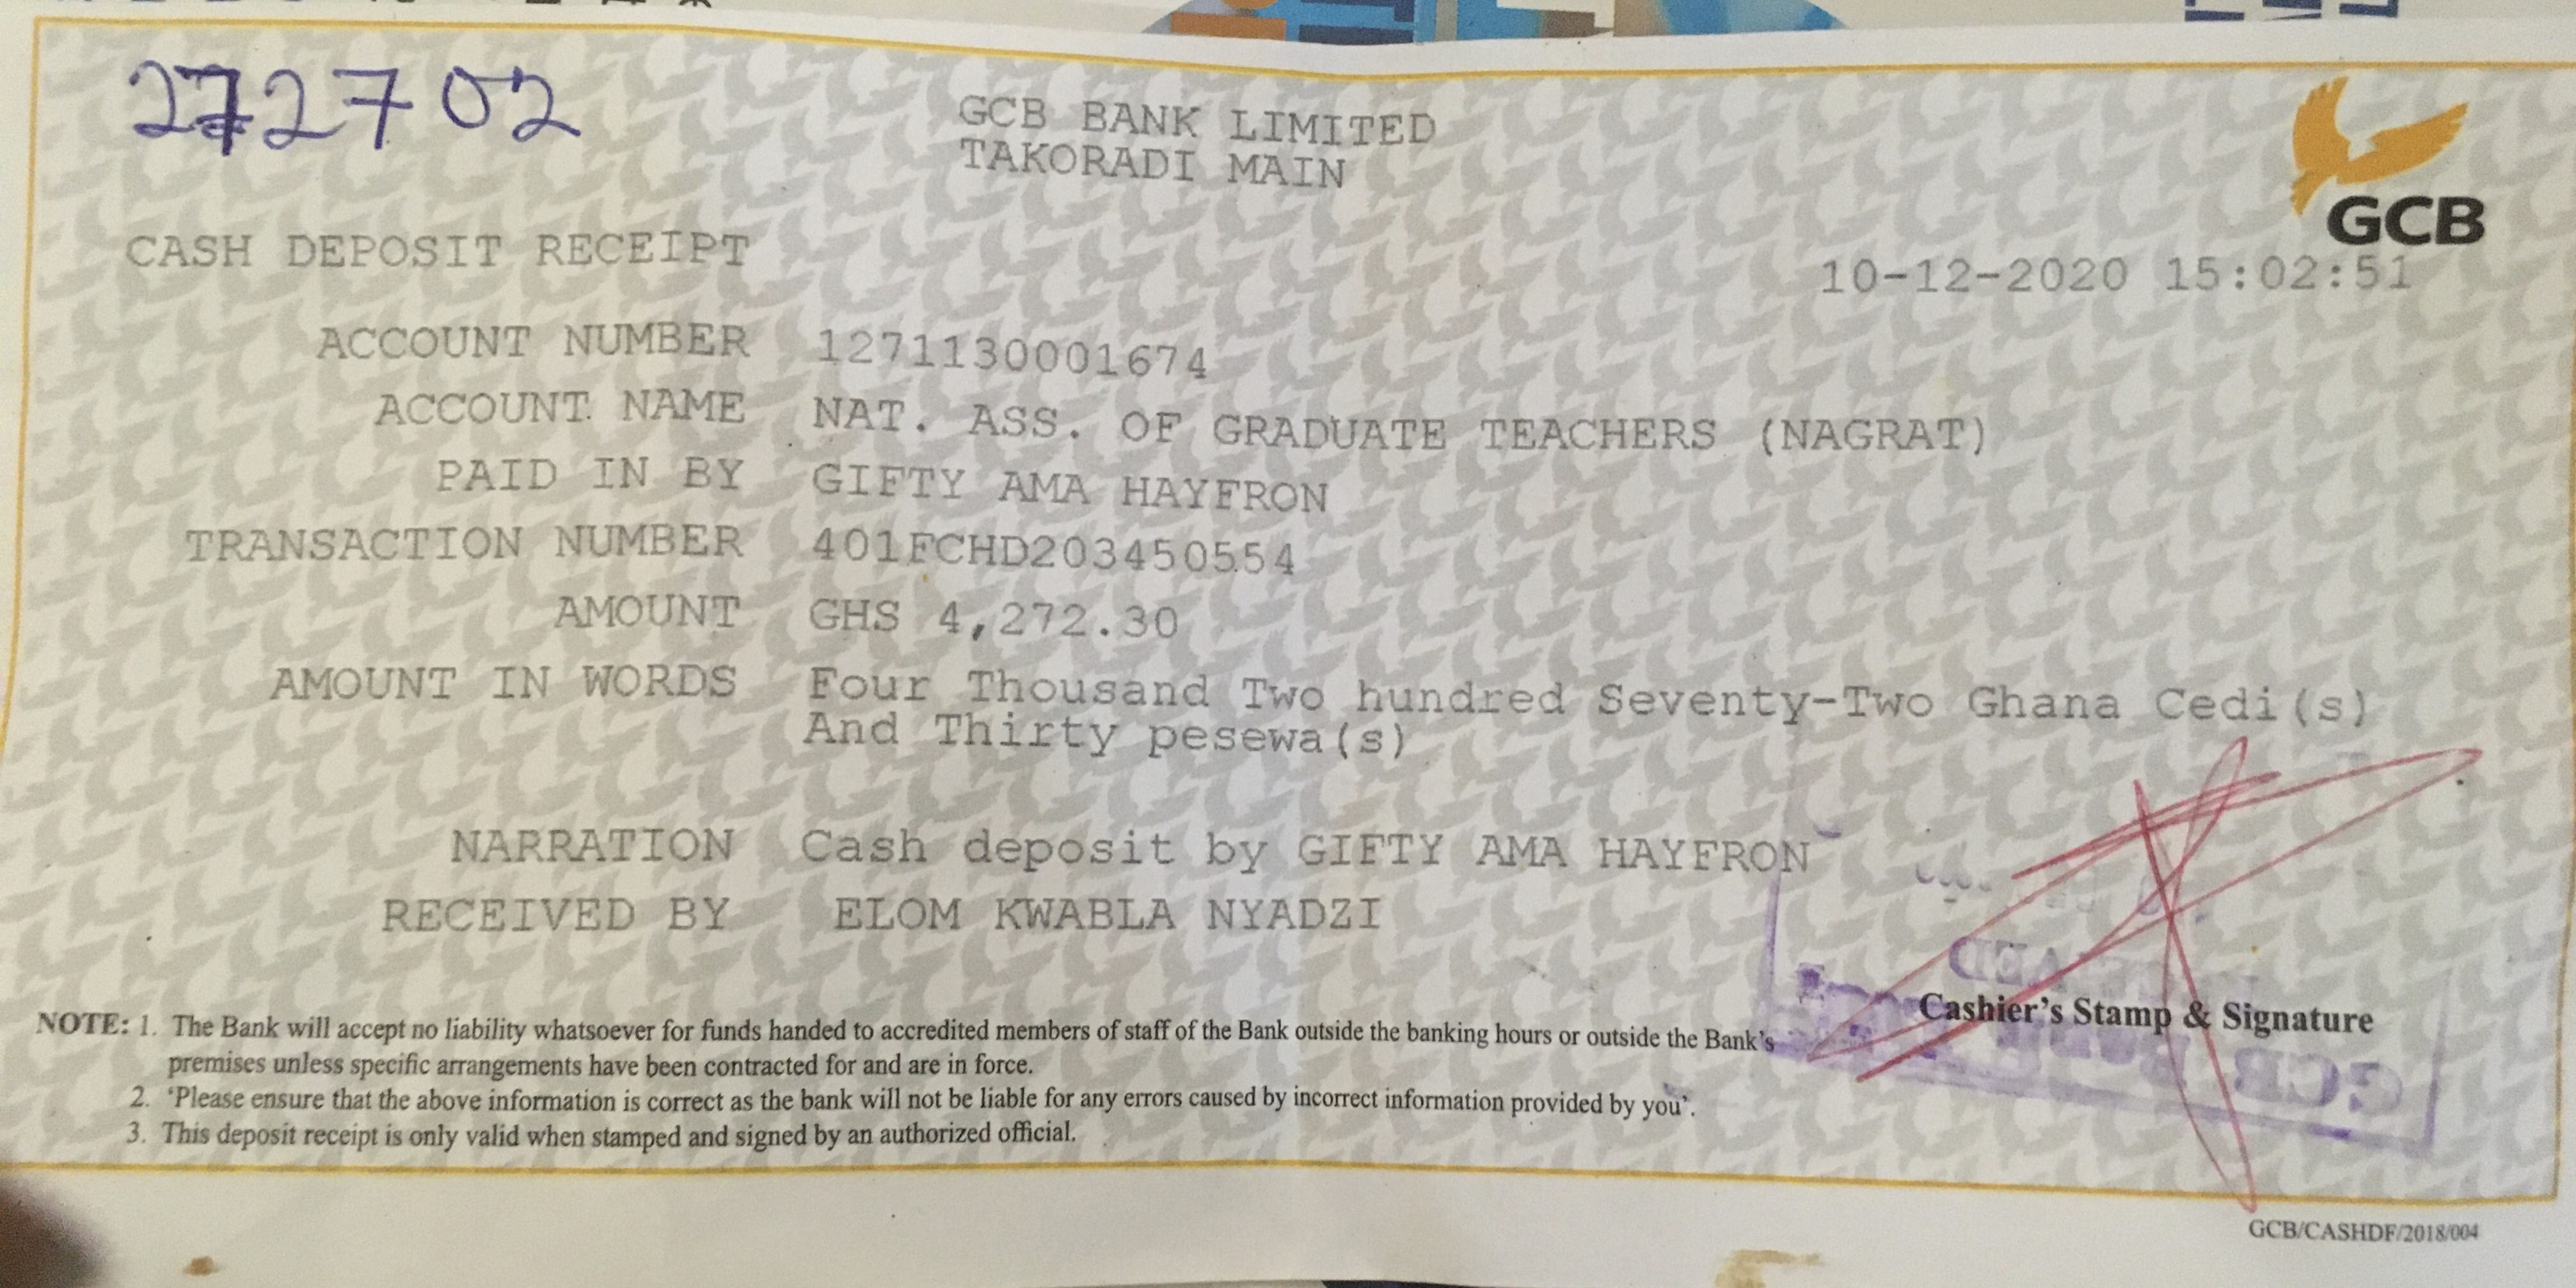 272702
GCB BANK LIMITED
TAKORADI MAIN
GCB
CASH DEPOSIT RECEIPT
10-12-2020 15:02:51
ACCOUNT NUMBER 1271130001674
ACCOUNT NAME NAT. ASS. OF GRADUATE TEACHERS (NAGRAT)
PAID IN BY GIFTY AMA HAYFRON
TRANSACTION NUMBER 401FCHD203450554
AMOUNT GHS 4,272.30
AMOUNT IN WORDS Four Thousand Two hundred Seventy-Two Ghana Cedi(s)
And Thirty pesewa(s)
NARRATION Cash deposit by GIFTY AMA HAYFRON
RECEIVED BY ELOM KWABLA NYADZI
Cashier's Stamp & Signature
GCB BANK
NOTE: 1. The Bank will accept no liability whatsoever for funds handed to accredited members of staff of the Bank outside the banking hours or outside the Bank's
premises unless specific arrangements have been contracted for and are in force.
2. 'Please ensure that the above information is correct as the bank will not be liable for any errors caused by incorrect information provided by you'.
3. This deposit receipt is only valid when stamped and signed by an authorized official.
GCB/CASHDF/2018/004